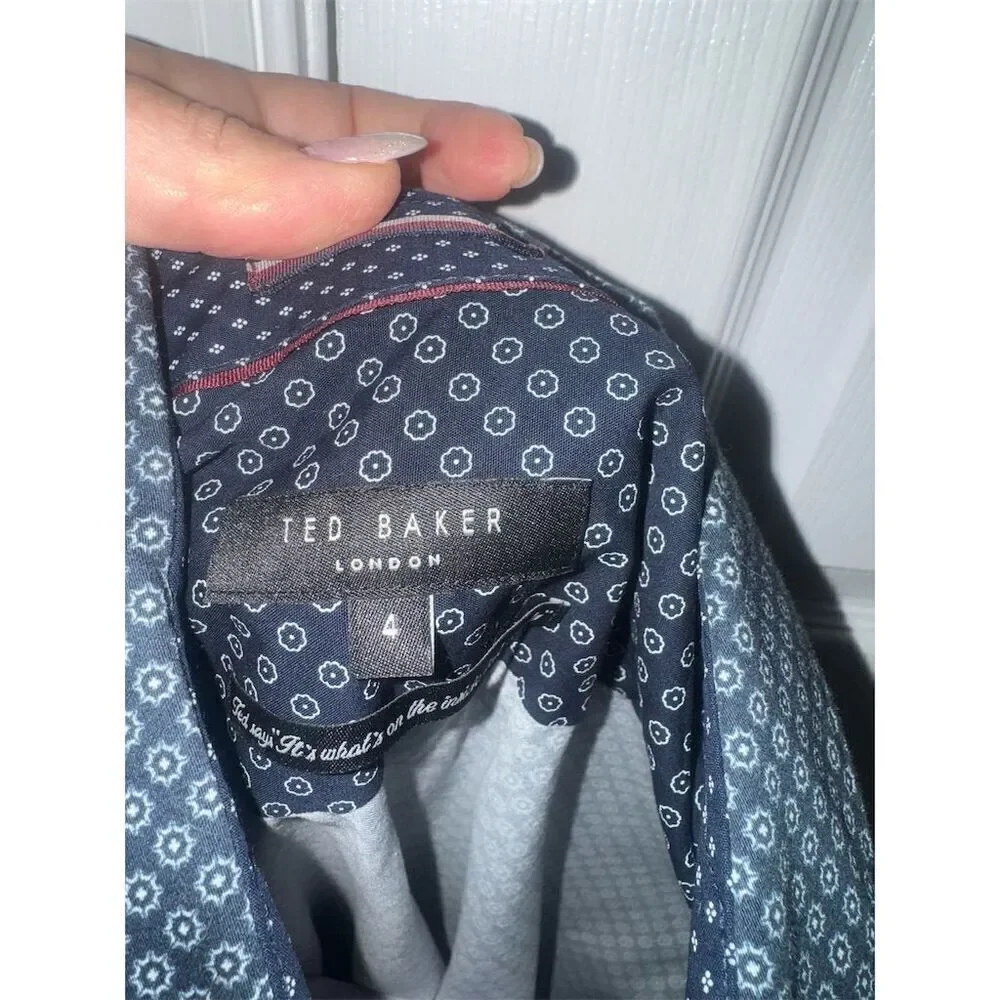 TED BAKER
LONDON
4
Ted says "It's what's on the